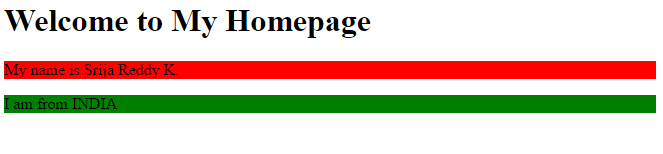 Welcome to My Homepage
My name is Srija Reddy K.
I am from INDIA